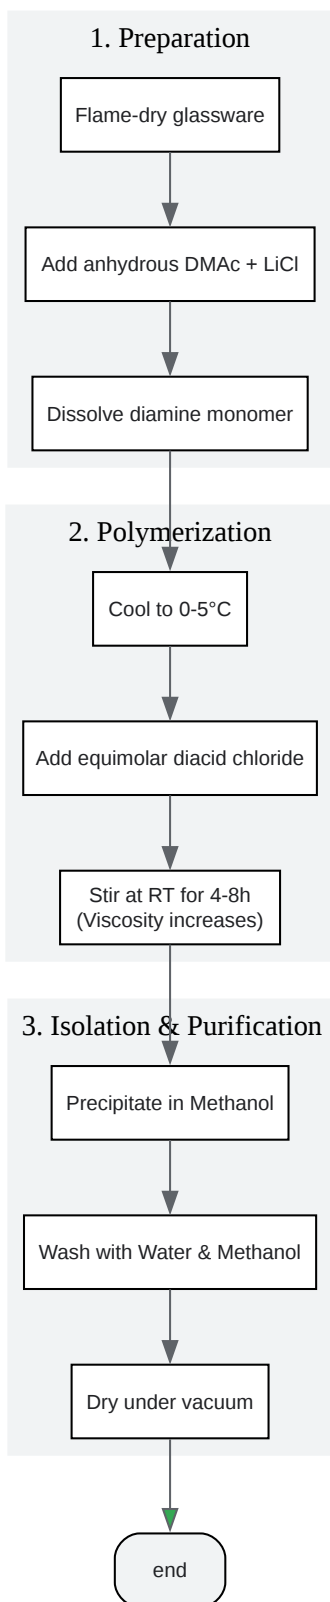 1. Preparation
Flame-dry glassware
Add anhydrous DMAc + LiCl
Dissolve diamine monomer
2. Polymerization
Cool to 0-5°C
Add equimolar diacid chloride
Stir at RT for 4-8h
(Viscosity increases)
3. Isolation & Purification
Precipitate in Methanol
Wash with Water & Methanol
Dry under vacuum
end